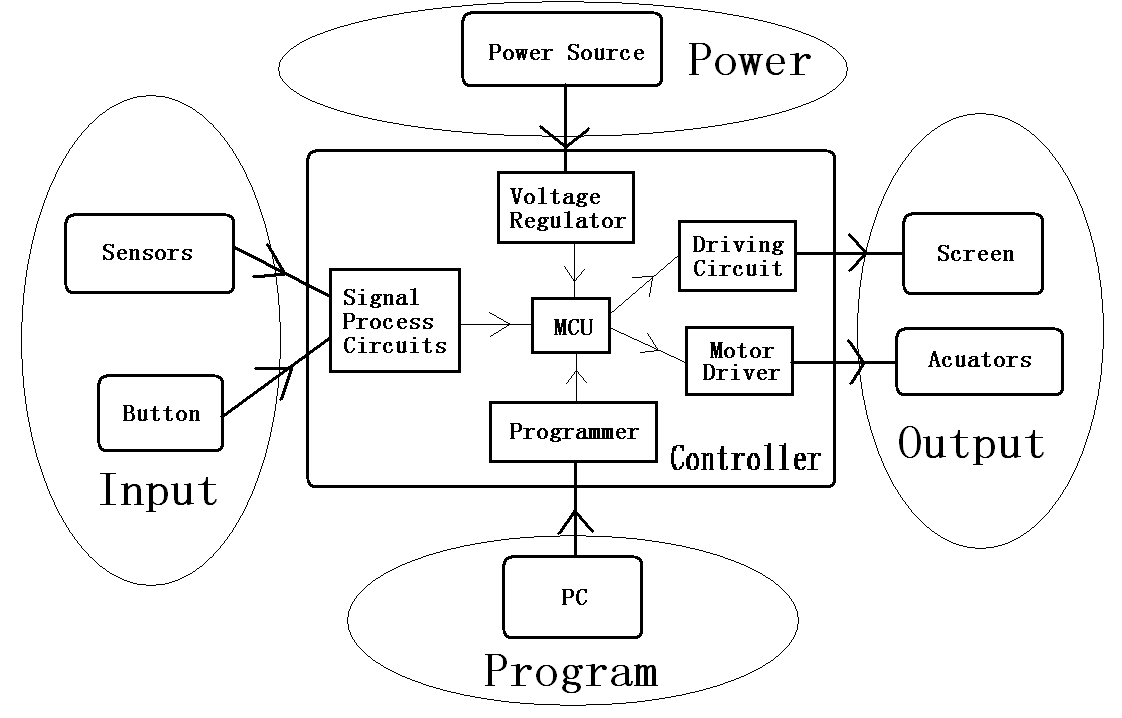 Power Source
Power
Voltage
Regulator
Sensors
Driving
Circuit
Screen
Signal
Process
Circuits
MCU
Motor
Driver
Acuators
Button
Programmer
Controller
Output
Input
PC
Program